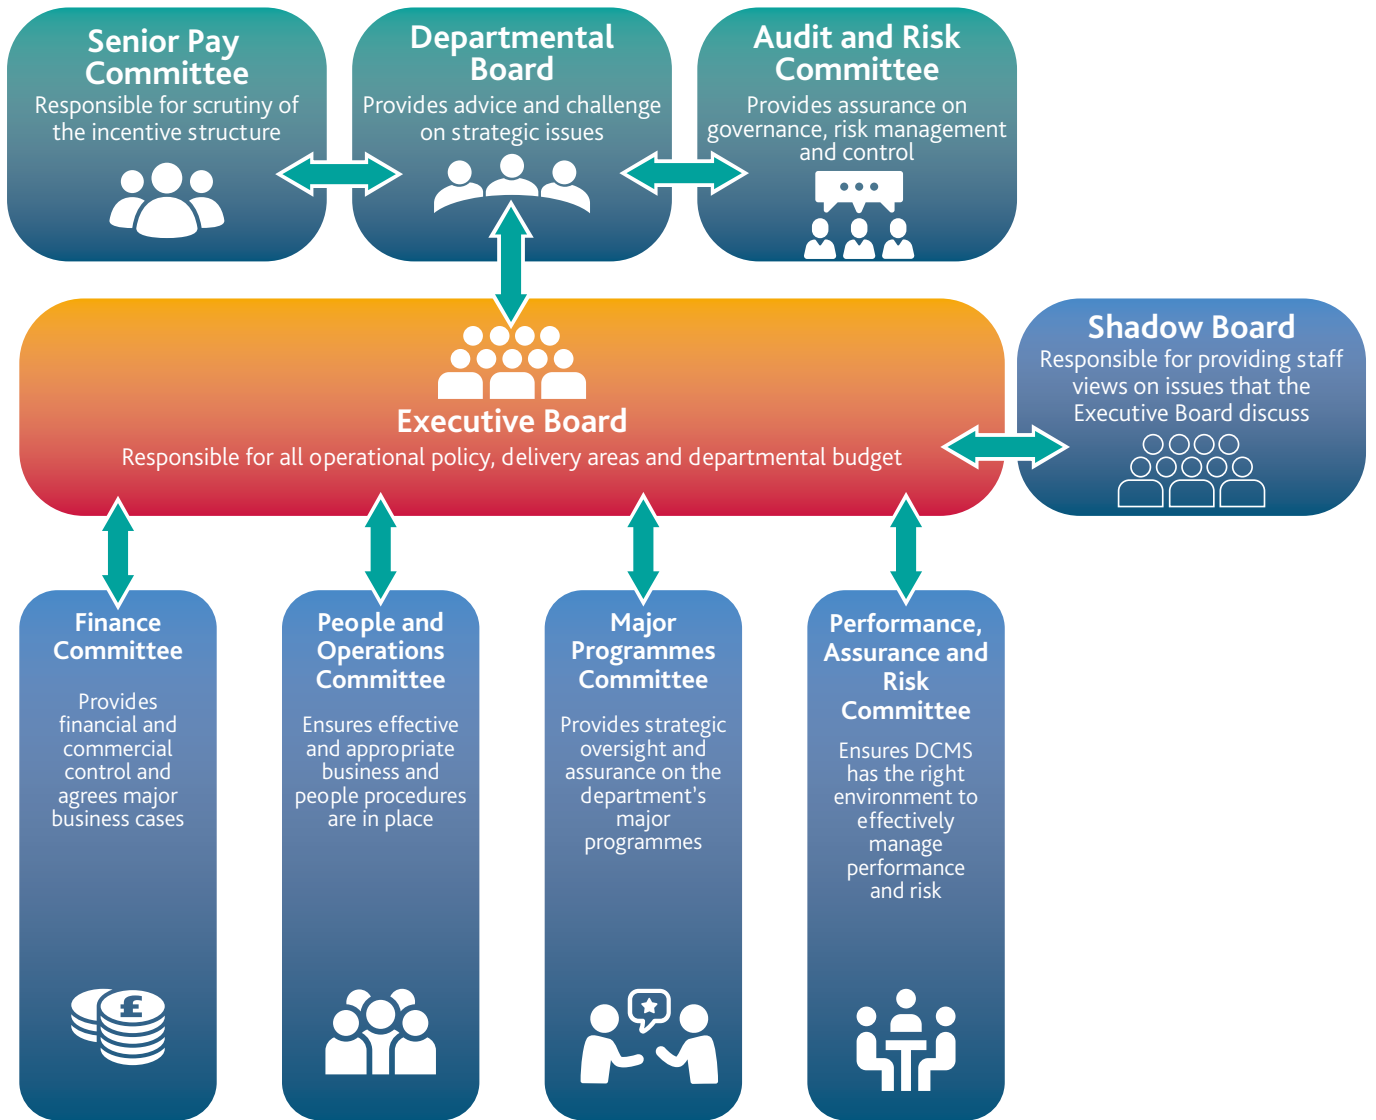 Senior Pay
Committee
Responsible for scrutiny of
the incentive structure
Departmental
Board
Provides advice and challenge
on strategic issues
Audit and Risk
Committee
Provides assurance on
governance, risk management
and control
Executive Board
Responsible for all operational policy, delivery areas and departmental budget
Shadow Board
Responsible for providing staff
views on issues that the
Executive Board discuss
Finance
Committee
Provides
financial and
commercial
control and
agrees major
business cases
£
People and
Operations
Committee
Ensures effective
and appropriate
business and
people procedures
are in place
Major
Programmes
Committee
Provides strategic
oversight and
assurance on the
department's
major
programmes
Performance,
Assurance and
Risk
Committee
Ensures DCMS
has the right
environment to
effectively
manage
performance
and risk